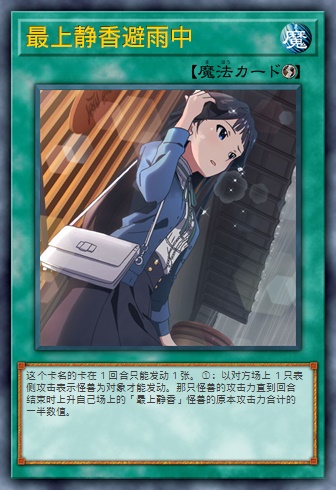 最上静香避雨中
魔
【魔法カード】
这个卡名的卡在１回合只能发动１张。①：以对方场上１只表
侧攻击表示怪兽为对象才能发动。那只怪兽的攻击力直到回合
结束时上升自己场上的「最上静香」怪兽的原本攻击力合计的
一半数值。